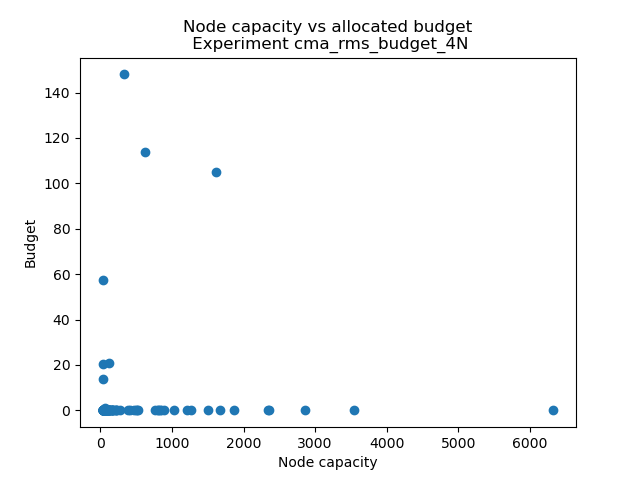 Node capacity vs allocated budget
Experiment cma_rms_budget_4N
140
120
100
80
60
40
20
0
Budget
0 1000 2000 3000 4000 5000 6000
Node capacity